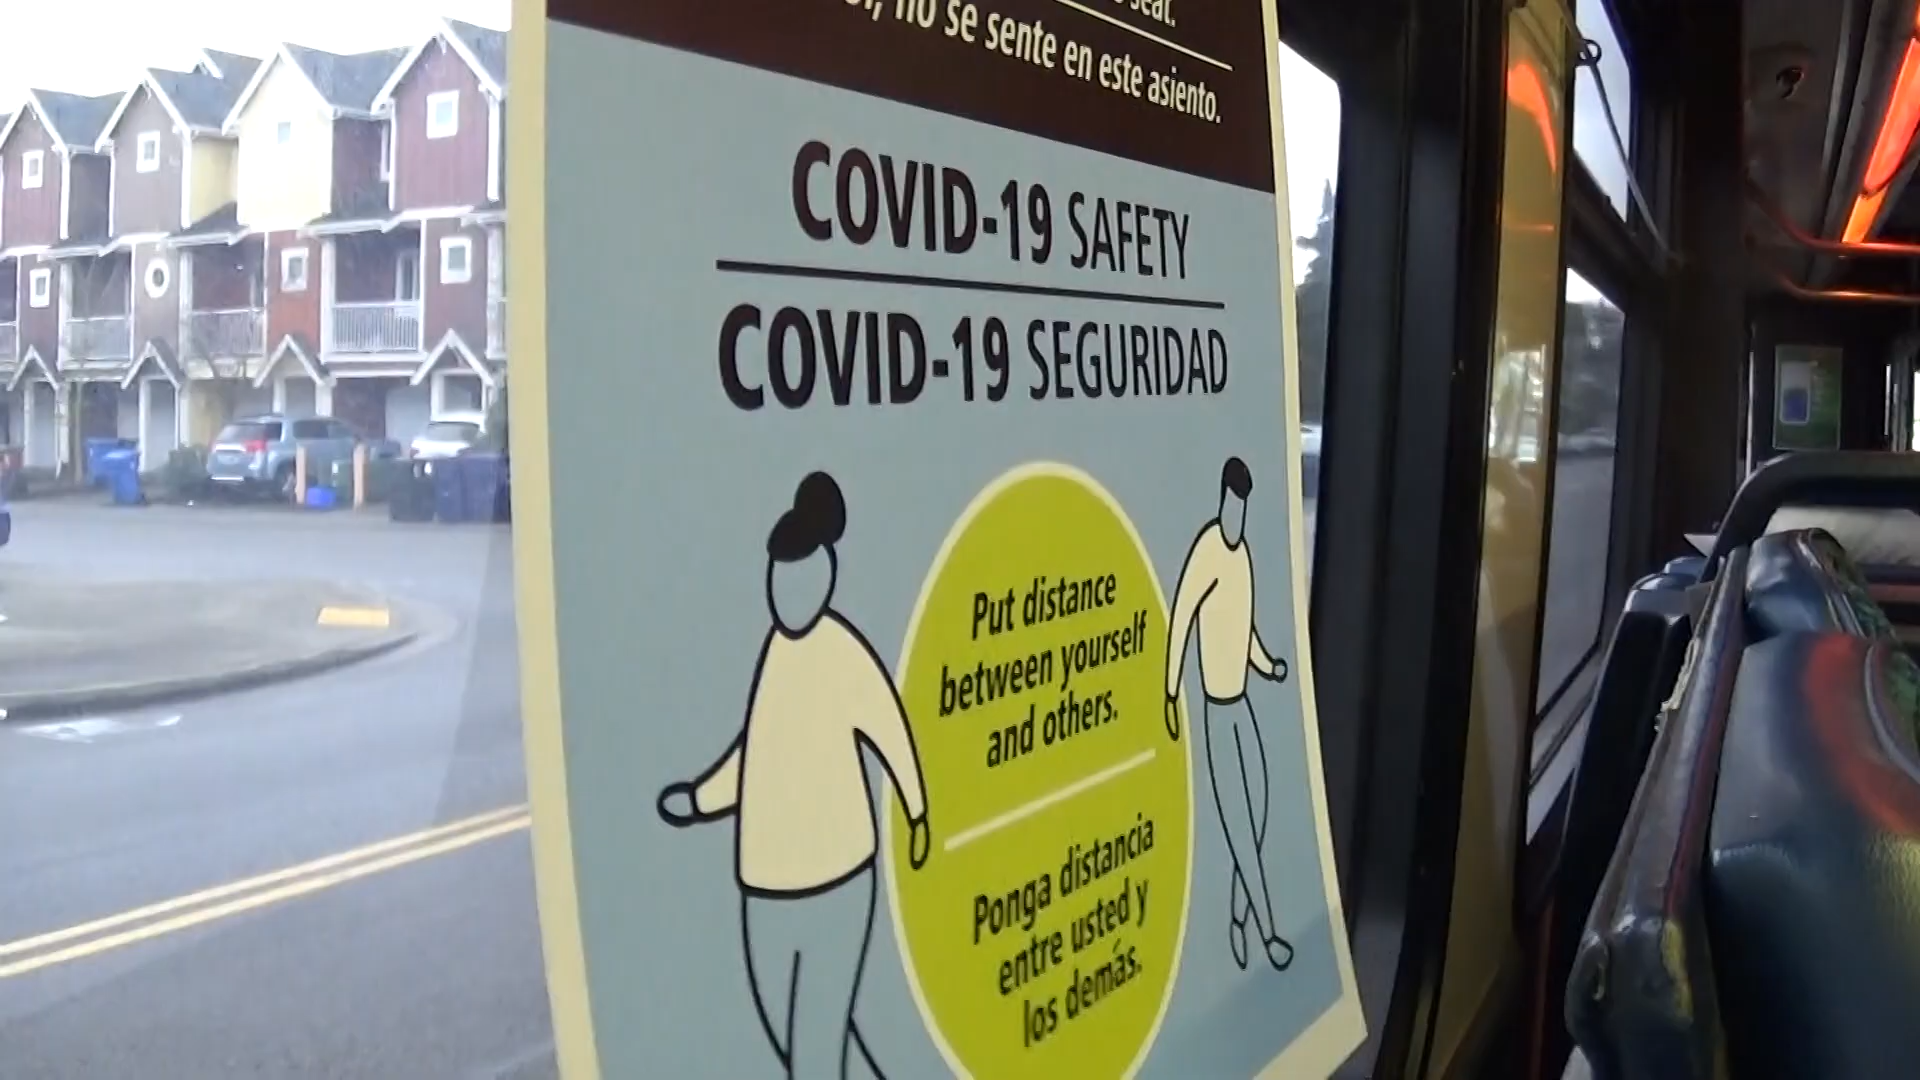 seat.
no se sente en este asiento.
COVID-19 SAFETY
COVID-19 SEGURIDAD
Put distance
between yourself
and others.
Ponga distancia
entre usted y
los demás.